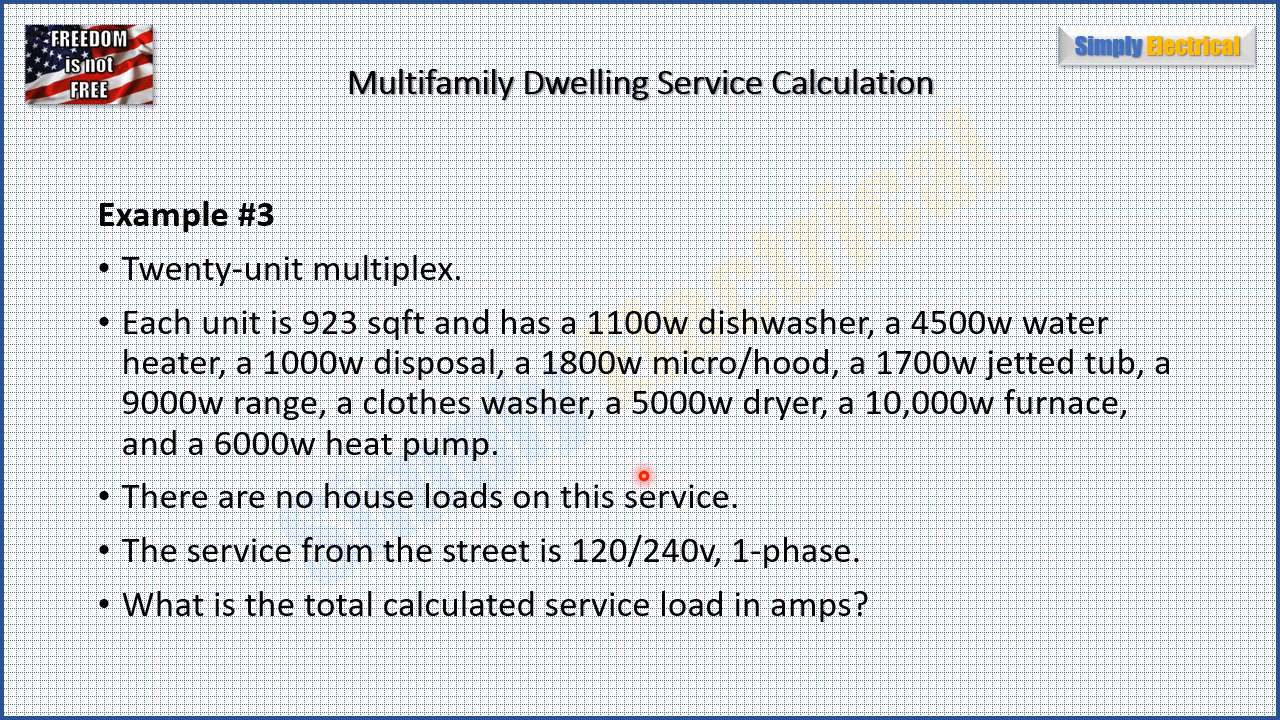 FREEDOM
is not
FREE
Simply Electrical
Multifamily Dwelling Service Calculation
Example #3
• Twenty-unit multiplex.
• Each unit is 923 sqft and has a 1100w dishwasher, a 4500w water
heater, a 1000w disposal, a 1800w micro/hood, a 1700w jetted tub, a
9000w range, a clothes washer, a 5000w dryer, a 10,000w furnace,
and a 6000w heat pump.
• There are no house loads on this service.
• The service from the street is 120/240v, 1-phase.
• What is the total calculated service load in amps?
Simply Electrical